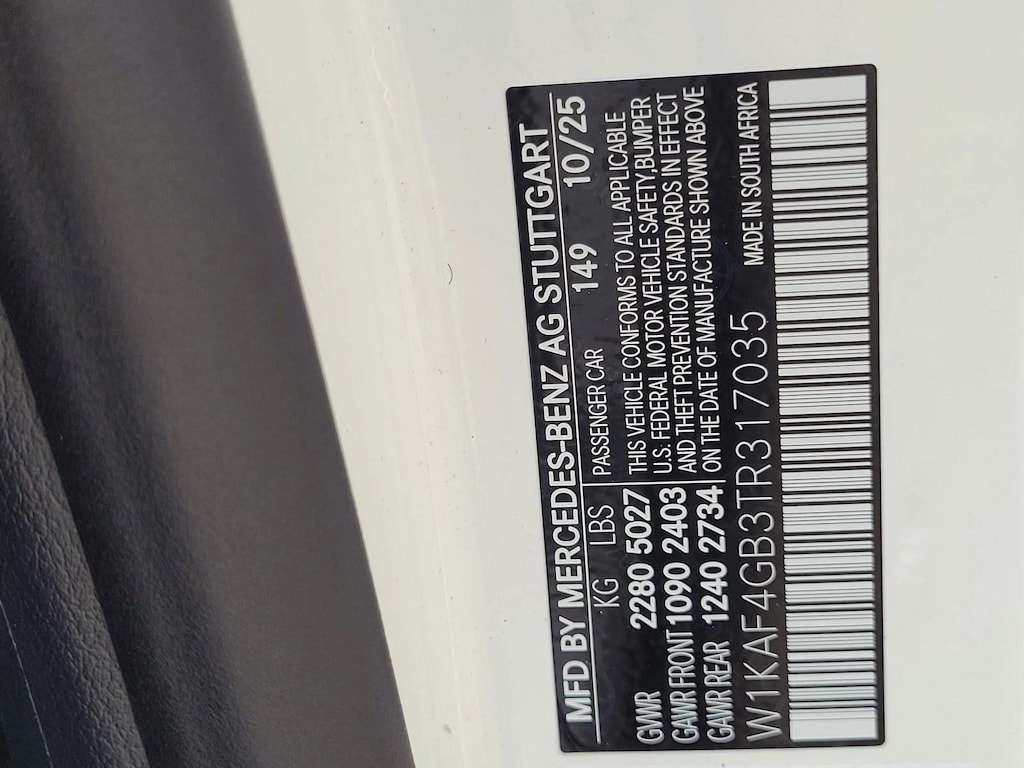 MFD BY MERCEDES-BENZ AG STUTTGART
KG LBS PASSENGER CAR 149 10/25
GVWR 2280 5027 THIS VEHICLE CONFORMS TO ALL APPLICABLE
U.S. FEDERAL MOTOR VEHICLE SAFETY,BUMPER
GAWR FRONT 1090 2403 AND THEFT PREVENTION STANDARDS IN EFFECT
GAWR REAR 1240 2734 ON THE DATE OF MANUFACTURE SHOWN ABOVE
W1KAF4GB3TR317035 MADE IN SOUTH AFRICA